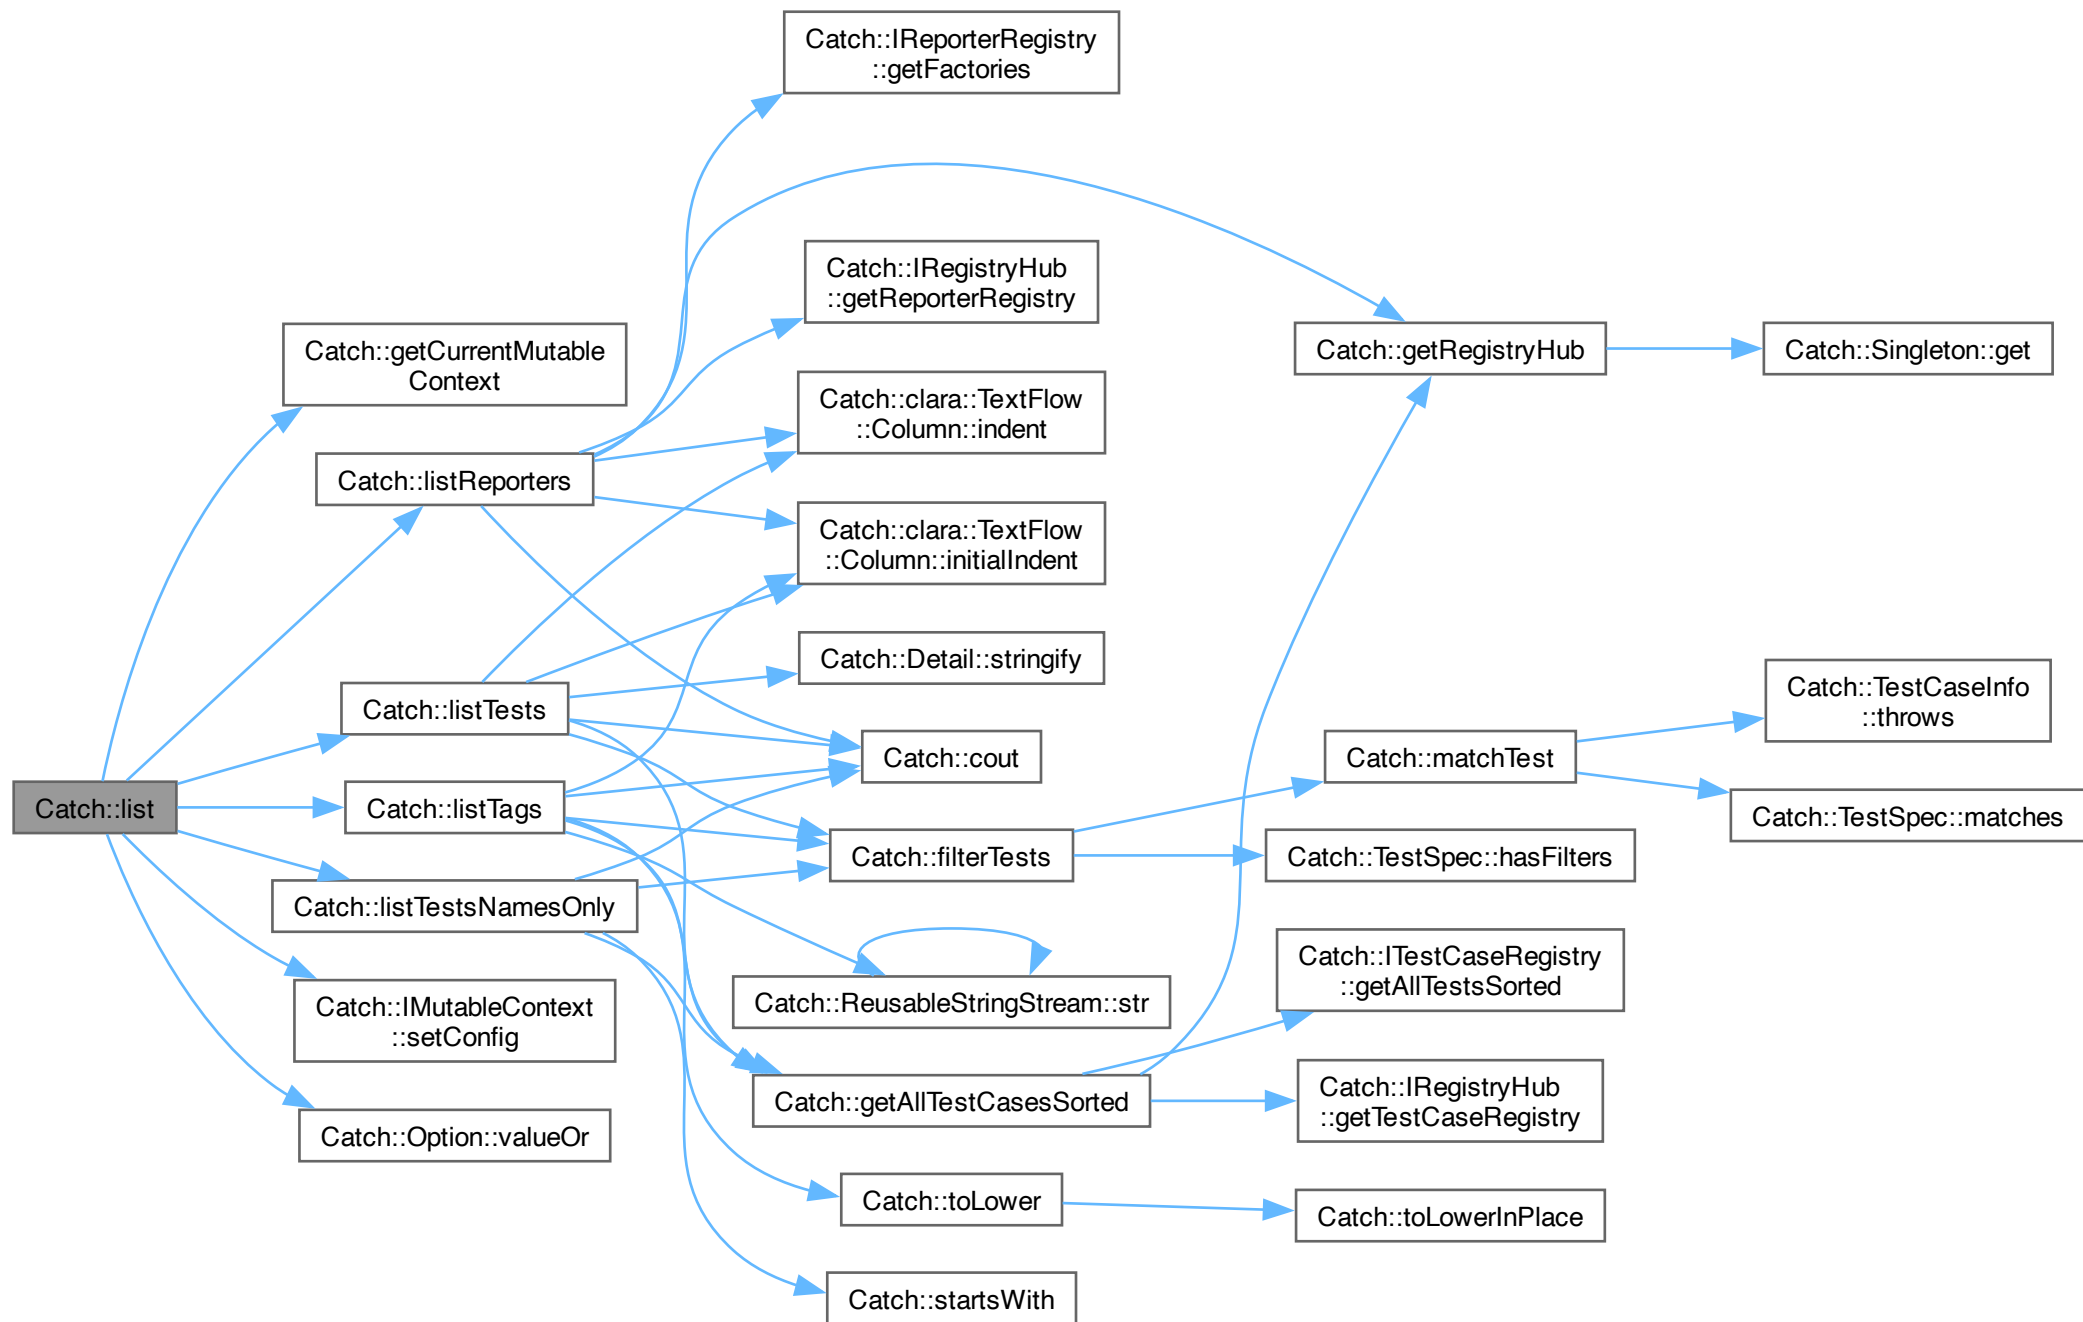 Catch::IReporterRegistry
::getFactories
Catch::IRegistryHub
::getReporterRegistry
Catch::getCurrentMutable
Context
Catch::getRegistryHub
Catch::Singleton::get
Catch::clara::TextFlow
::Column::indent
Catch::listReporters
Catch::clara::TextFlow
::Column::initialIndent
Catch::Detail::stringify
Catch::listTests
Catch::TestCaseInfo
::throws
Catch::cout
Catch::matchTest
Catch::list
Catch::listTags
Catch::TestSpec::matches
Catch::filterTests
Catch::TestSpec::hasFilters
Catch::listTestsNamesOnly
Catch::ITestCaseRegistry
::getAllTestsSorted
Catch::ReusableStringStream::str
Catch::IMutableContext
::setConfig
Catch::getAllTestCasesSorted
Catch::IRegistryHub
::getTestCaseRegistry
Catch::Option::valueOr
Catch::toLower
Catch::toLowerInPlace
Catch::startsWith